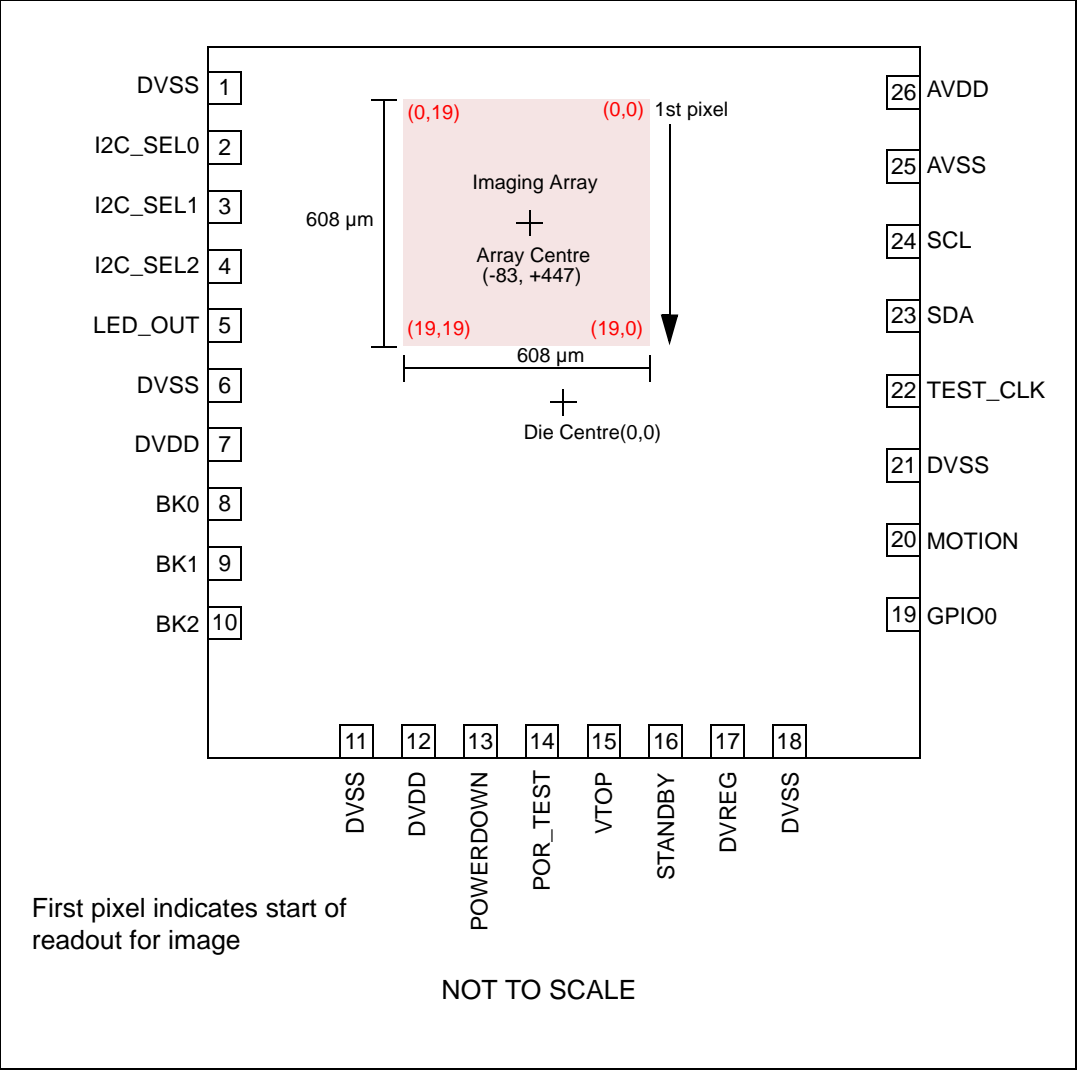 DVSS 1
I2C_SEL0 2
I2C_SEL1 3
I2C_SEL2 4
LED_OUT 5
DVSS 6
DVDD 7
BK0 8
BK1 9
BK2 10
(0,19)
(0,0)
1st pixel
Imaging Array
608 µm
Array Centre
(-83, +447)
(19,19)
(19,0)
608 µm
Die Centre(0,0)
26 AVDD
25 AVSS
24 SCL
23 SDA
22 TEST_CLK
21 DVSS
20 MOTION
19 GPIO0
11 DVSS
12 DVDD
13 POWERDOWN
14 POR_TEST
15 VTOP
16 STANDBY
17 DVREG
18 DVSS
First pixel indicates start of
readout for image
NOT TO SCALE